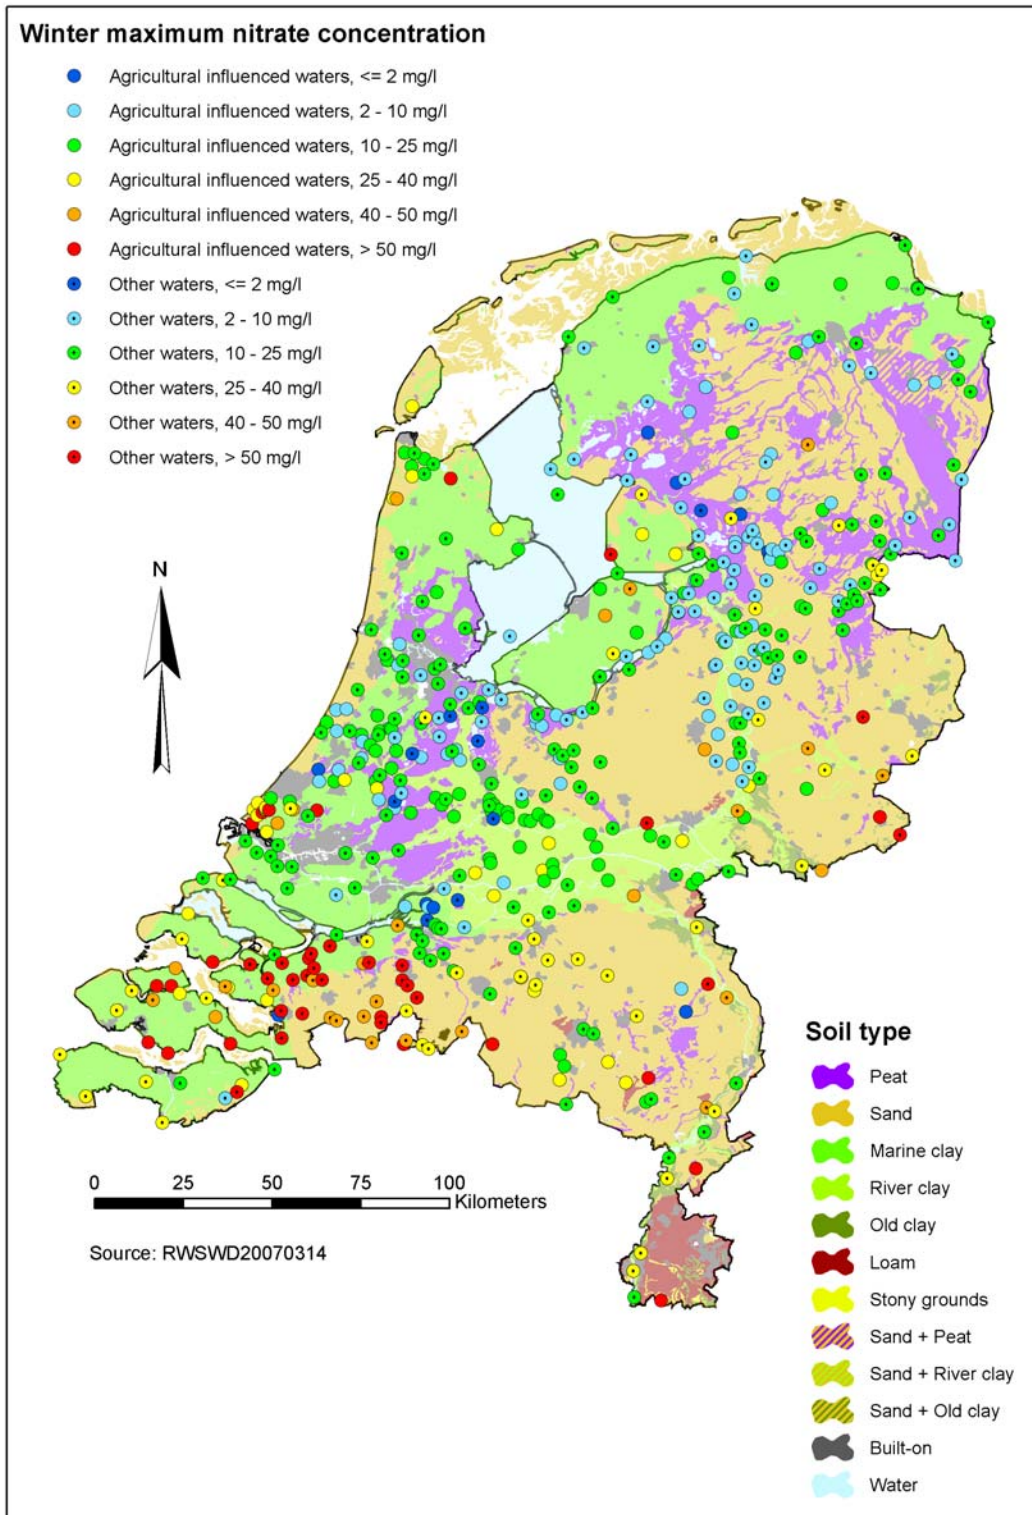 Winter maximum nitrate concentration
Agricultural influenced waters, <= 2 mg/l
Agricultural influenced waters, 2 - 10 mg/l
Agricultural influenced waters, 10 - 25 mg/l
Agricultural influenced waters, 25 - 40 mg/l
Agricultural influenced waters, 40 - 50 mg/l
Agricultural influenced waters, > 50 mg/l
Other waters, <= 2 mg/l
Other waters, 2 - 10 mg/l
Other waters, 10 - 25 mg/l
Other waters, 25 - 40 mg/l
Other waters, 40 - 50 mg/l
Other waters, > 50 mg/l
N
0 25 50 75 100
Kilometers
Source: RWSWD20070314
Soil type
Peat
Sand
Marine clay
River clay
Old clay
Loam
Stony grounds
Sand + Peat
Sand + River clay
Sand + Old clay
Built-on
Water